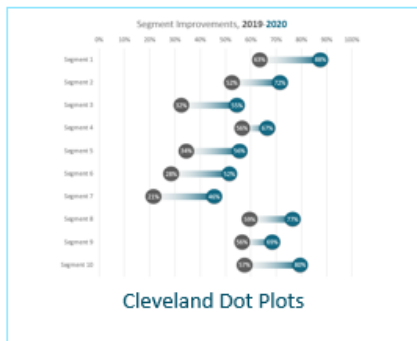 Segment Improvements, 2019-2020
0% 10% 20% 30% 40% 50% 60% 70% 80% 90% 100%
Segment 1 63% 88%
Segment 2 52% 72%
Segment 3 32% 55%
Segment 4 56% 67%
Segment 5 34% 56%
Segment 6 28% 52%
Segment 7 21% 46%
Segment 8 59% 77%
Segment 9 56% 69%
Segment 10 57% 80%
Cleveland Dot Plots